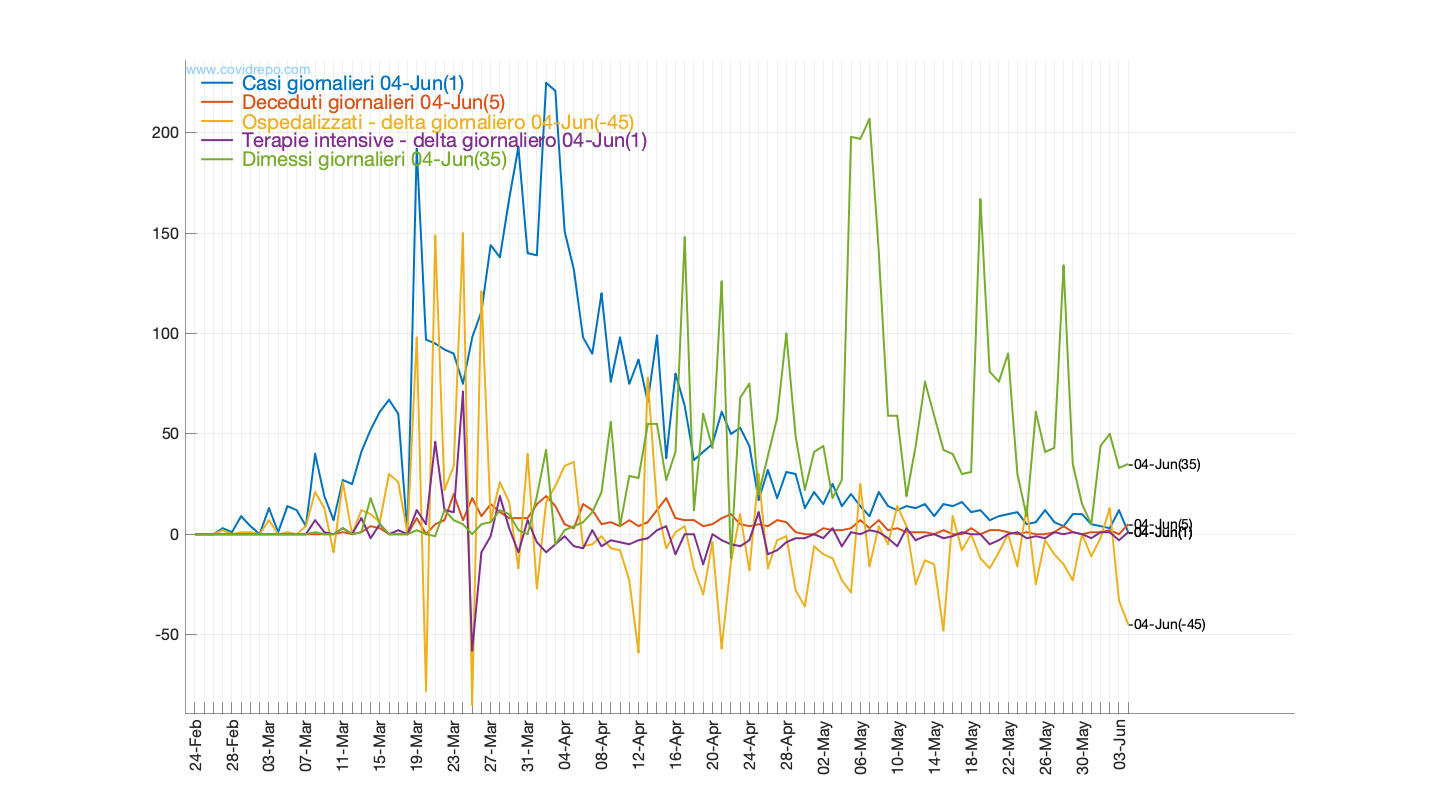 www.covidrepo.com
Casi giornalieri 04-Jun(1)
Deceduti giornalieri 04-Jun(5)
Ospedalizzati - delta giornaliero 04-Jun(-45)
Terapie intensive - delta giornaliero 04-Jun(1)
Dimessi giornalieri 04-Jun(35)
200
150
100
50
0
-50
04-Jun(35)
04-Jun(5)
04-Jun(1)
04-Jun(-45)
24-Feb
28-Feb
03-Mar
07-Mar
11-Mar
15-Mar
19-Mar
23-Mar
27-Mar
31-Mar
04-Apr
08-Apr
12-Apr
16-Apr
20-Apr
24-Apr
28-Apr
02-May
06-May
10-May
14-May
18-May
22-May
26-May
30-May
03-Jun